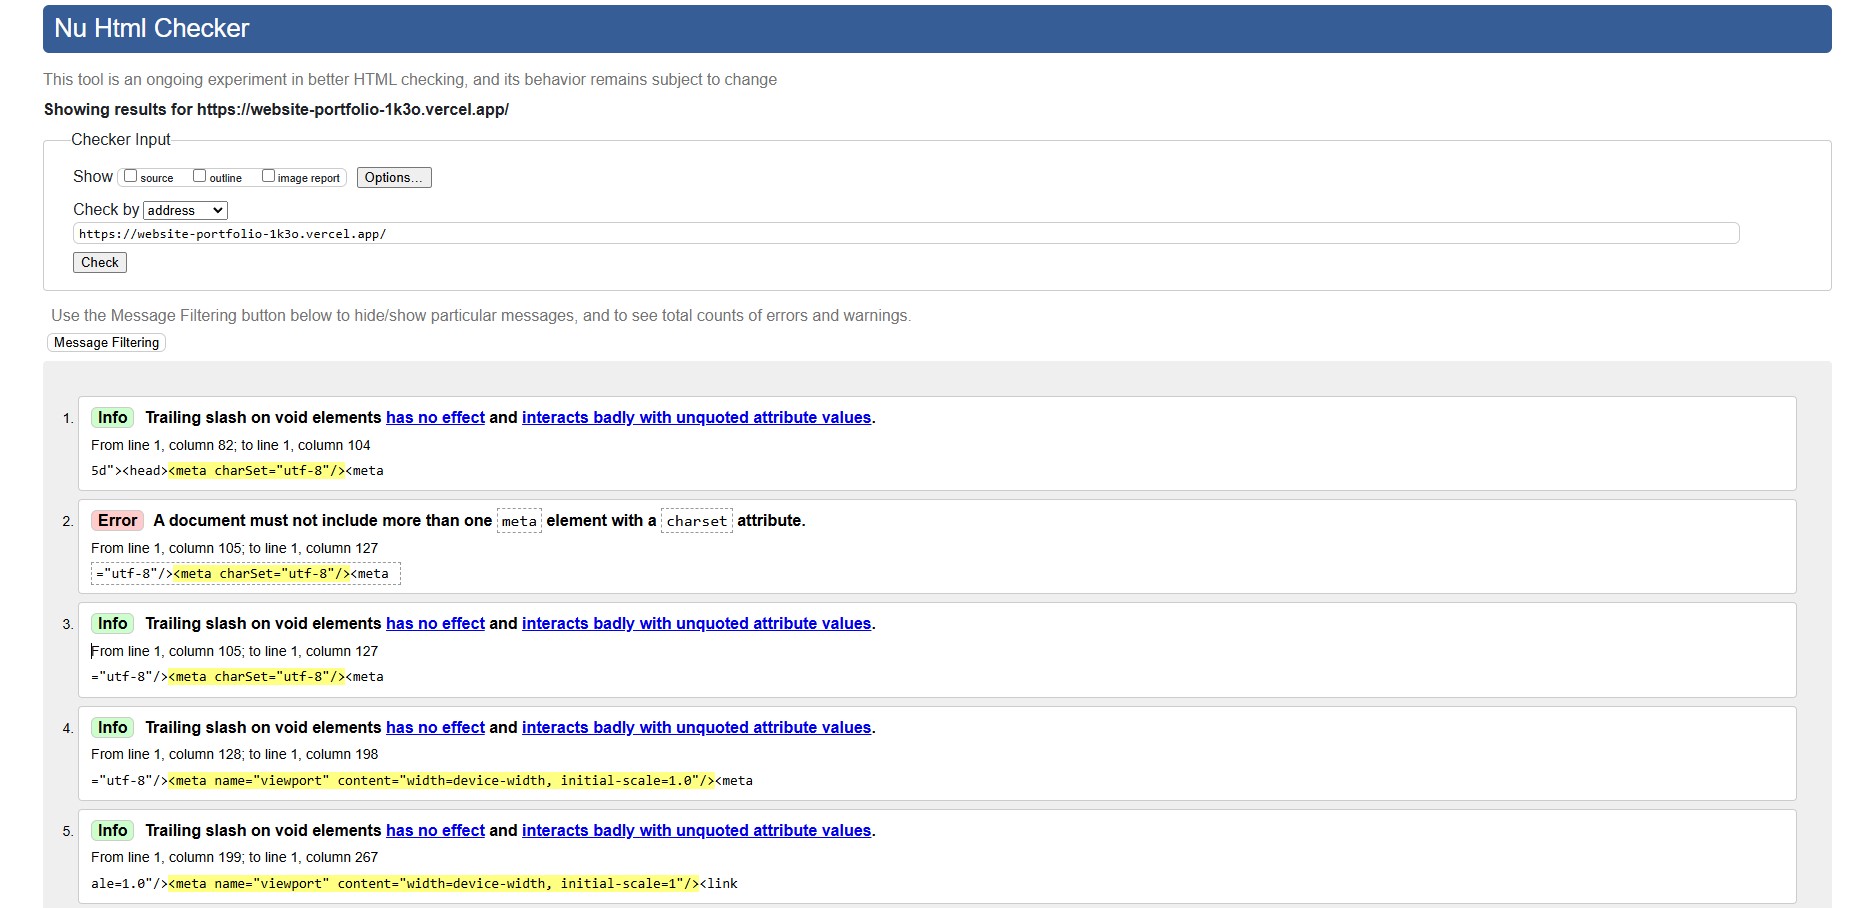 Nu Html Checker
This tool is an ongoing experiment in better HTML checking, and its behavior remains subject to change
Showing results for https://website-portfolio-1k3o.vercel.app/
Checker Input
Show source outline image report Options...
Check by address
https://website-portfolio-1k3o.vercel.app/
Check
Use the Message Filtering button below to hide/show particular messages, and to see total counts of errors and warnings.
Message Filtering
1. Info Trailing slash on void elements has no effect and interacts badly with unquoted attribute values.
From line 1, column 82; to line 1, column 104
5d"><head><meta charSet="utf-8"/><meta
2. Error A document must not include more than one meta element with a charset attribute.
From line 1, column 105; to line 1, column 127
="utf-8"/><meta charSet="utf-8"/><meta
3. Info Trailing slash on void elements has no effect and interacts badly with unquoted attribute values.
From line 1, column 105; to line 1, column 127
="utf-8"/><meta charSet="utf-8"/><meta
4. Info Trailing slash on void elements has no effect and interacts badly with unquoted attribute values.
From line 1, column 128; to line 1, column 198
="utf-8"/><meta name="viewport" content="width=device-width, initial-scale=1.0"/><meta
5. Info Trailing slash on void elements has no effect and interacts badly with unquoted attribute values.
From line 1, column 199; to line 1, column 267
ale=1.0"/><meta name="viewport" content="width=device-width, initial-scale=1"/><link